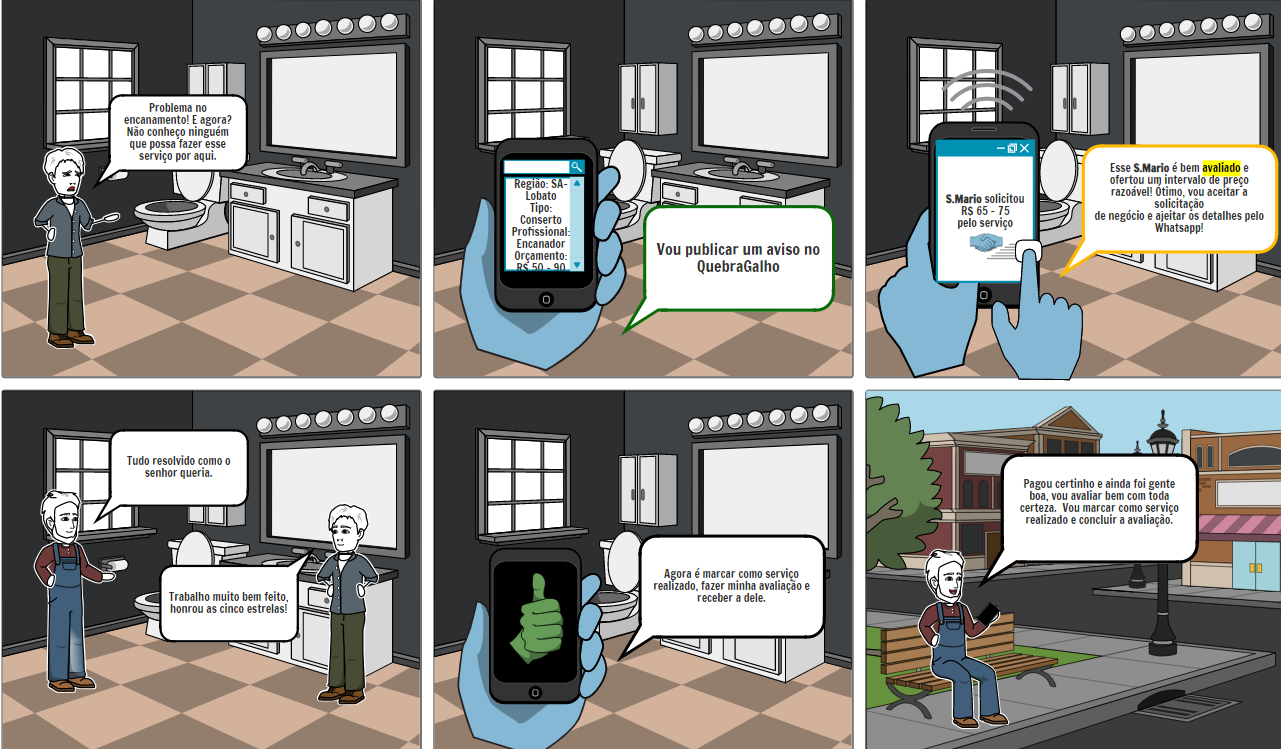 Problema no
encanamento! E agora?
Não conheço ninguém
que possa fazer esse
serviço por aqui.
Região: SA-
Lobato
Tipo:
Conserto
Profissional:
Encanador
Orçamento:
R$ 50 - 90
Vou publicar um aviso no
QuebraGalho
S.Mario solicitou
R$ 65 - 75
pelo serviço
Esse S.Mario é bem avaliado e
ofertou um intervalo de preço
razoável! Otimo, vou aceitar a
solicitação
de negócio e ajeitar os detalhes pelo
Whatsapp!
Tudo resolvido como o
senhor queria.
Trabalho muito bem feito,
honrou as cinco estrelas!
Agora é marcar como serviço
realizado, fazer minha avaliação e
receber a dele.
Pagou certinho e ainda foi gente
boa, vou avaliar bem com toda
certeza. Vou marcar como serviço
realizado e concluir a avaliação.